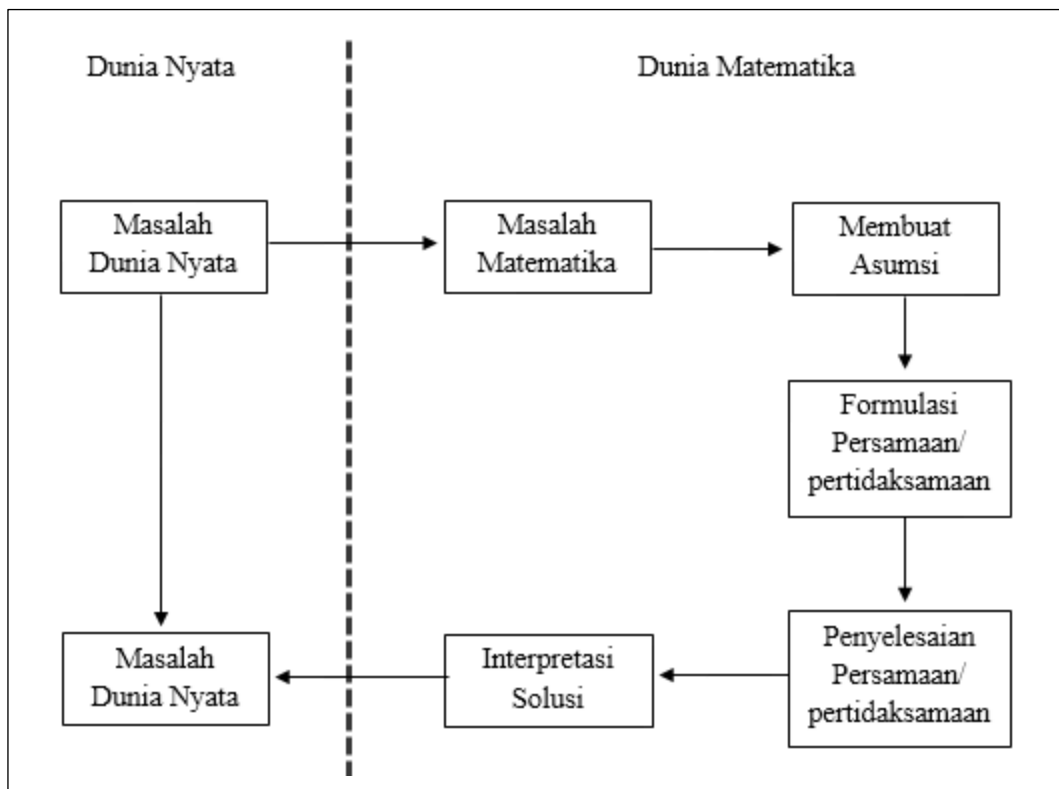 Dunia Nyata
Dunia Matematika
Masalah
Dunia Nyata
Masalah
Matematika
Membuat
Asumsi
Formulasi
Persamaan/
pertidaksamaan
Penyelesaian
Persamaan/
pertidaksamaan
Interpretasi
Solusi
Masalah
Dunia Nyata